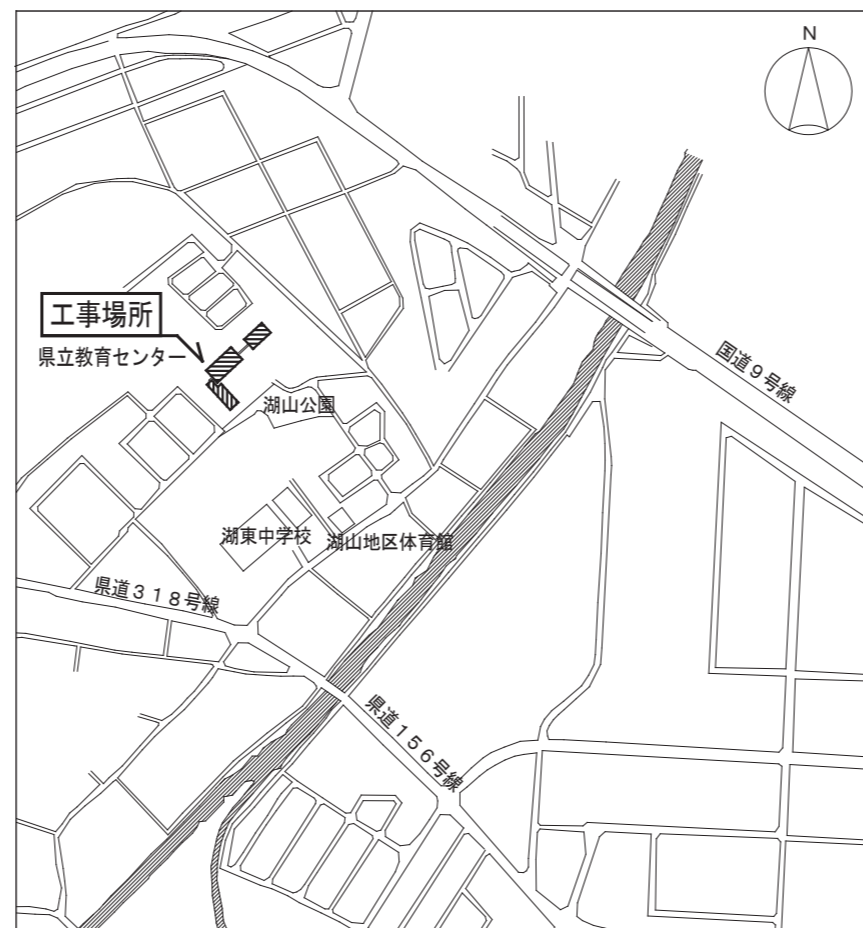 N
工事場所
県立教育センター
国道9号線
湖山公園
湖東中学校
湖山地区体育館
県道318号線
県道156号線